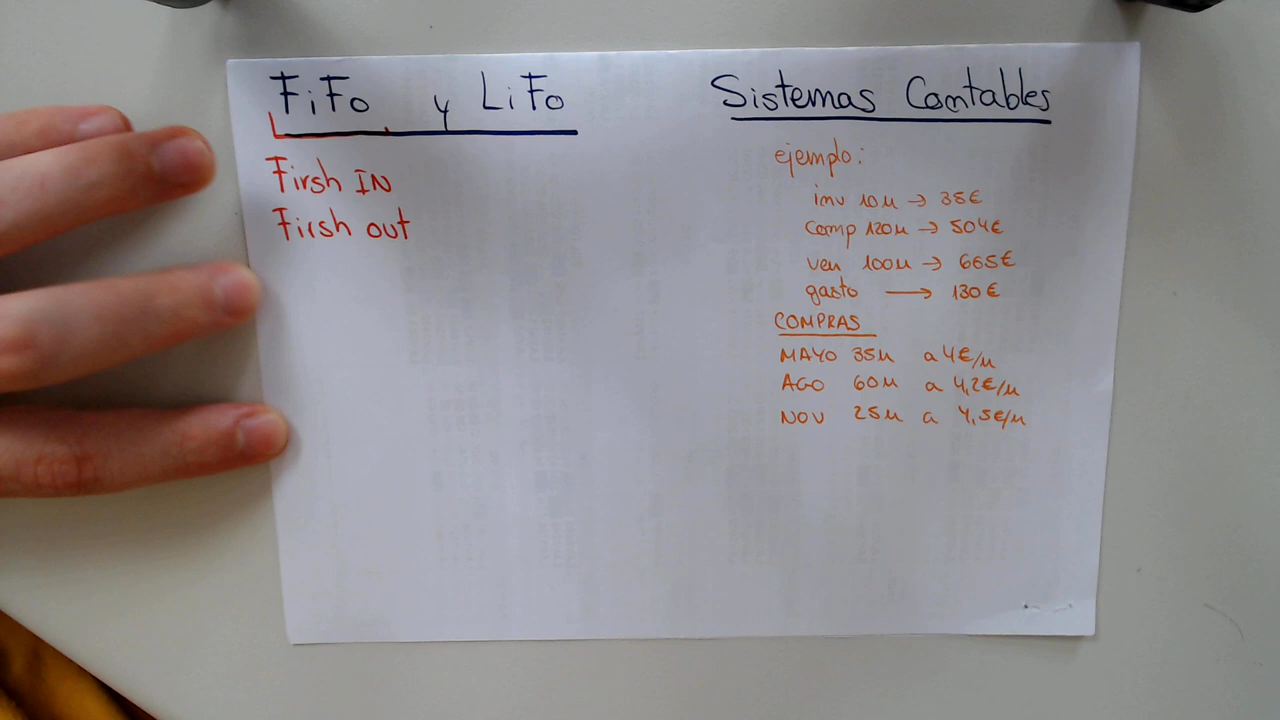 FiFo y LiFo
Firsh IN
Firsh out
Sistemas Contables
ejemplo:
inv 10u → 35€
comp 120u → 504€
ven 100u → 665€
gasto → 130€
COMPRAS
MAYO 35u a 4€/u
AGO 60u a 4,2€/u
NOV 25u a 4,5€/u